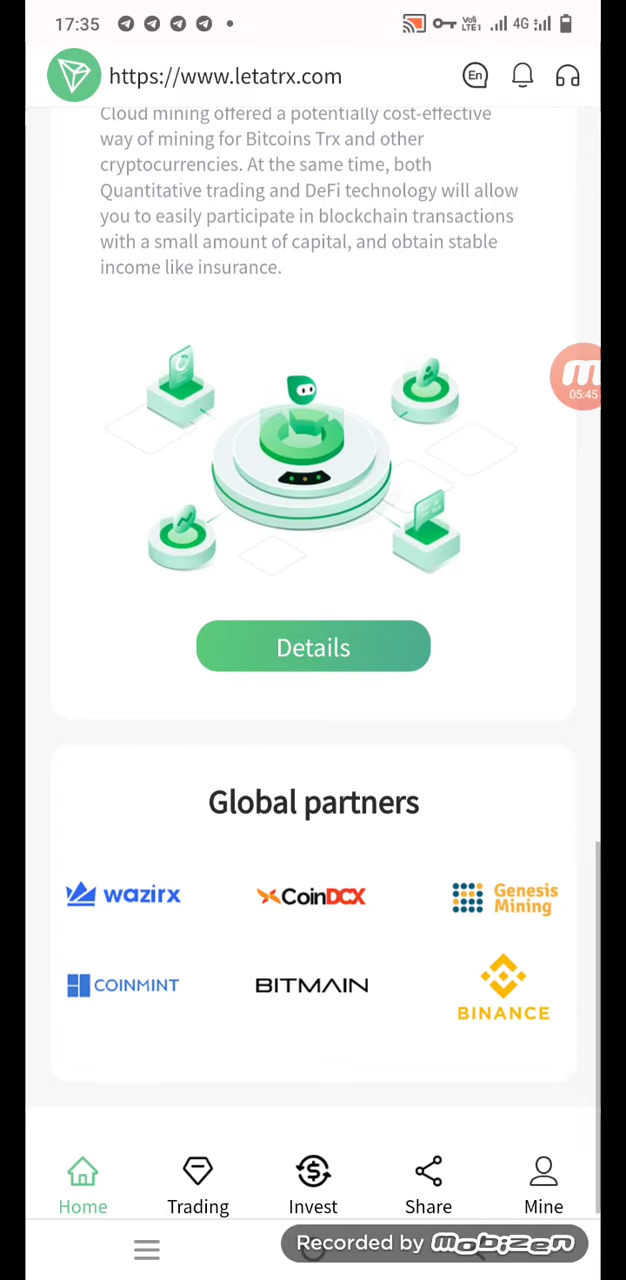 17:35
Vo)) LTE1
4G
https://www.letatrx.com
En
Cloud mining offered a potentially cost-effective
way of mining for Bitcoins Trx and other
cryptocurrencies. At the same time, both
Quantitative trading and DeFi technology will allow
you to easily participate in blockchain transactions
with a small amount of capital, and obtain stable
income like insurance.
m
05:45
Details
Global partners
wazirx
CoinDCX
Genesis
Mining
COINMINT
BITMAIN
BINANCE
Home
Trading
Invest
Share
Mine
Recorded by mobizen